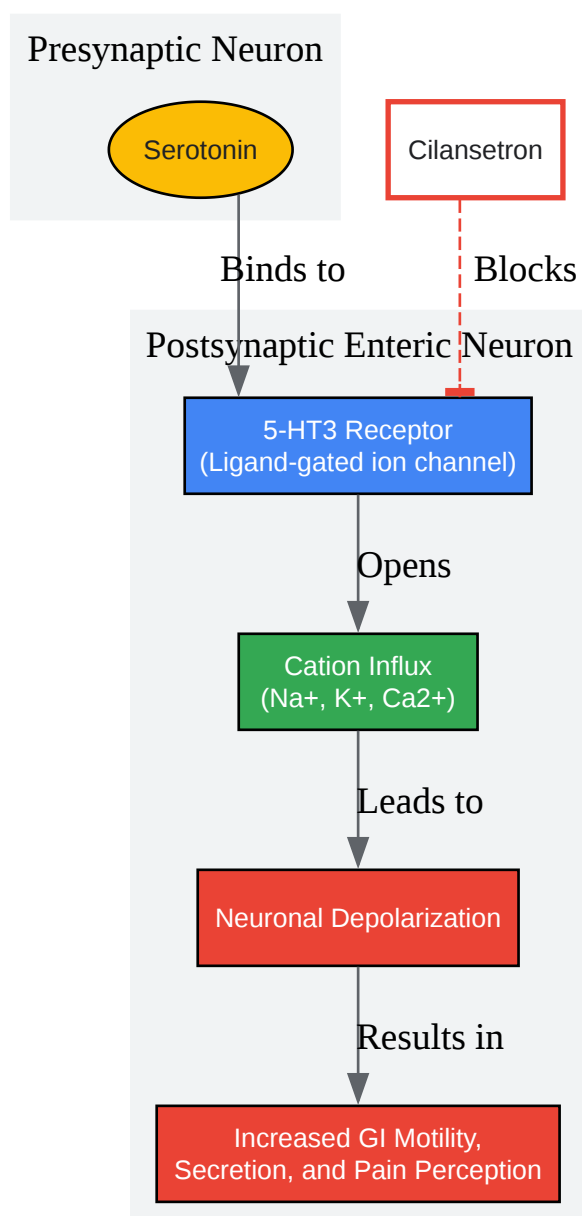 Presynaptic Neuron
Serotonin
Cilansetron
Binds to
Blocks
Postsynaptic Enteric Neuron
5-HT3 Receptor
(Ligand-gated ion channel)
Opens
Cation Influx
(Na+, K+, Ca2+)
Leads to
Neuronal Depolarization
Results in
Increased GI Motility,
Secretion, and Pain Perception